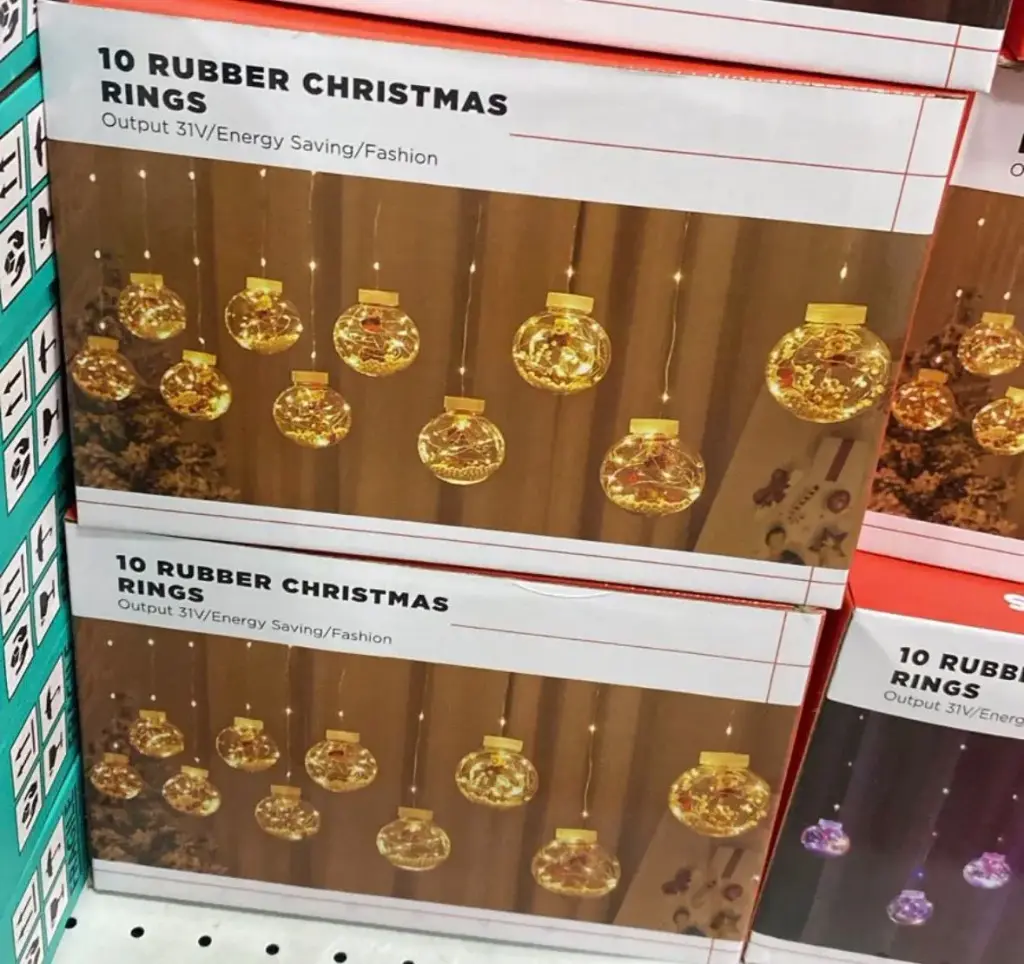 10 RUBBER CHRISTMAS
RINGS
Output 31V/Energy Saving/Fashion
10 RUBBER CHRISTMAS
RINGS
Output 31V/Energy Saving/Fashion
10 RUBB
RINGS
Output 31V/Energ